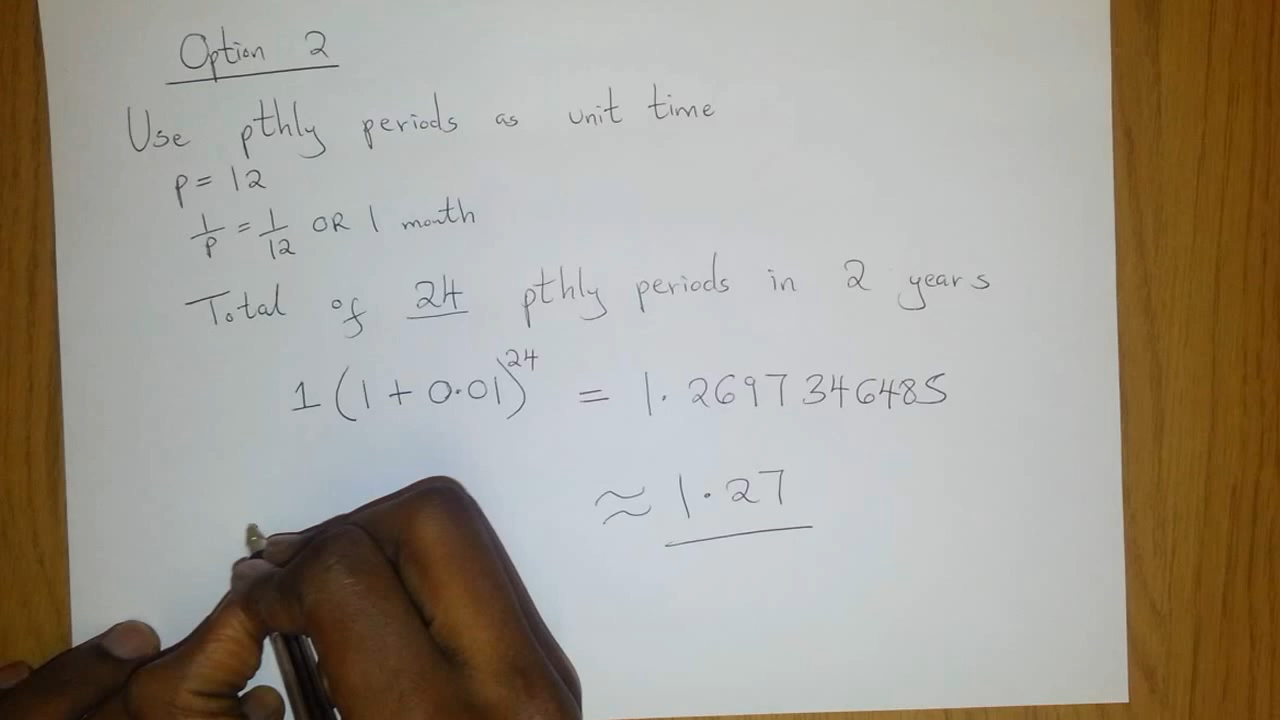 Option 2
Use pthly periods as unit time
p = 12
1/p = 1/12 OR 1 month
Total of 24 pthly periods in 2 years
1(1 + 0.01)^24 = 1.2697346485
≈ 1.27